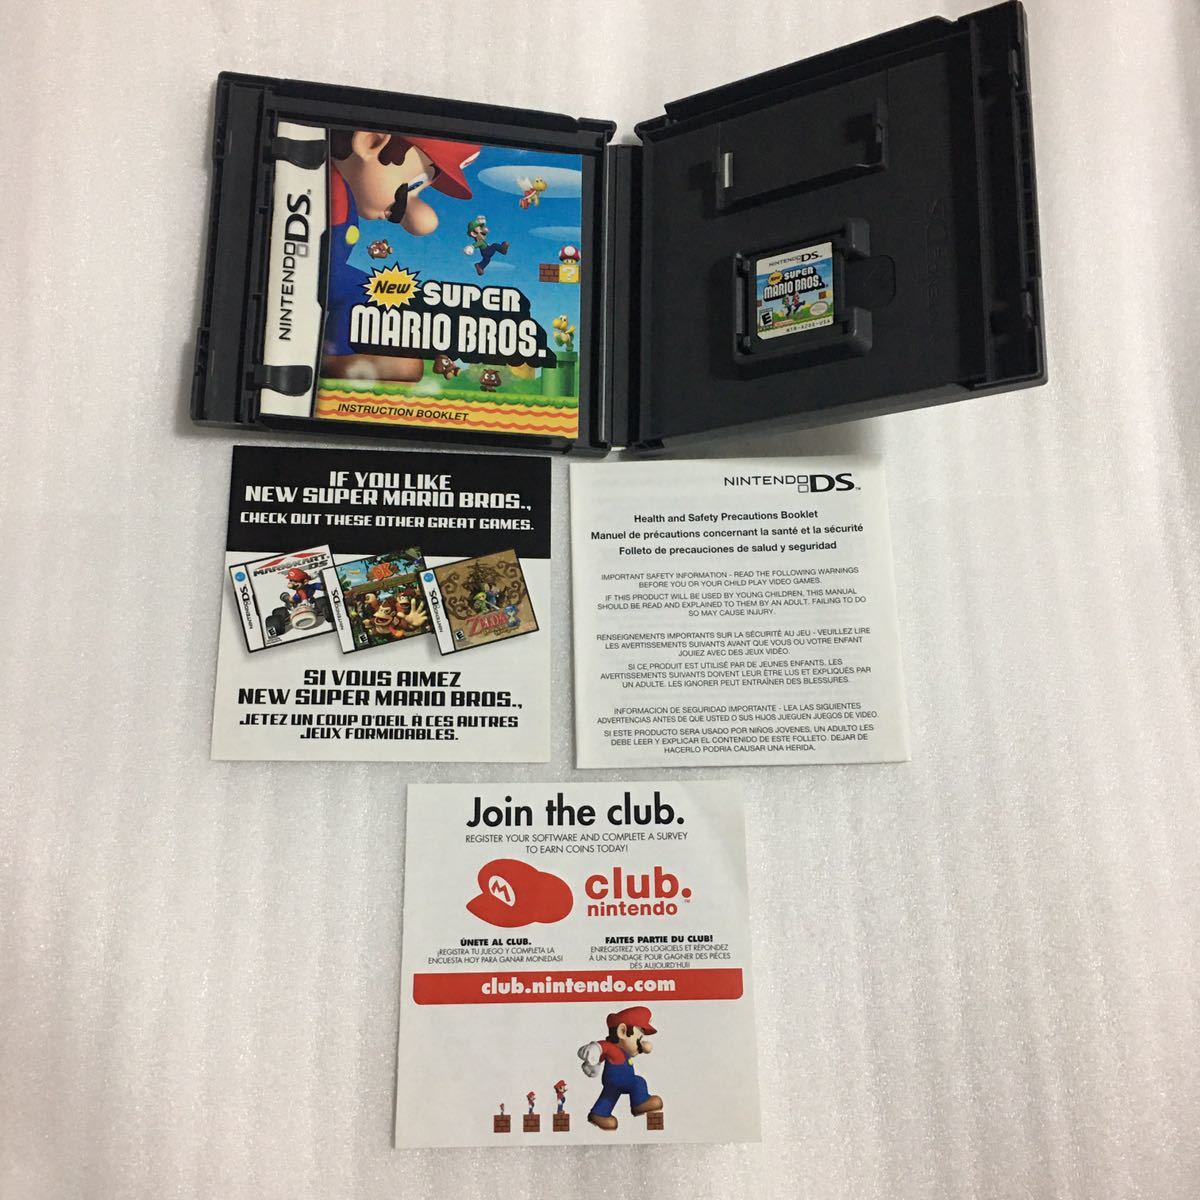 NINTENDO DS™
New SUPER
MARIO BROS.
INSTRUCTION BOOKLET
NINTENDO DS™
New SUPER
MARIO BROS.
E
NTR-A2DE-USA
IF YOU LIKE
NEW SUPER MARIO BROS.,
CHECK OUT THESE OTHER GREAT GAMES.
MARIOKART DS
NINTENDO DS
E
DK
NINTENDO DS
E
ZELDA
NINTENDO DS
E
SI VOUS AIMEZ
NEW SUPER MARIO BROS.,
JETEZ UN COUP D'OEIL À CES AUTRES
JEUX FORMIDABLES.
NINTENDO DS™
Health and Safety Precautions Booklet
Manuel de précautions concernant la santé et la sécurité
Folleto de precauciones de salud y seguridad
IMPORTANT SAFETY INFORMATION - READ THE FOLLOWING WARNINGS
BEFORE YOU OR YOUR CHILD PLAY VIDEO GAMES.
IF THIS PRODUCT WILL BE USED BY YOUNG CHILDREN, THIS MANUAL
SHOULD BE READ AND EXPLAINED TO THEM BY AN ADULT. FAILING TO DO
SO MAY CAUSE INJURY.
RENSEIGNEMENTS IMPORTANTS SUR LA SÉCURITÉ AU JEU - VEUILLEZ LIRE
LES AVERTISSEMENTS SUIVANTS AVANT QUE VOUS OU VOTRE ENFANT
JOUIEZ AVEC DES JEUX VIDÉO.
SI CE PRODUIT EST UTILISÉ PAR DE JEUNES ENFANTS, LES
AVERTISSEMENTS SUIVANTS DOIVENT LEUR ÊTRE LUS ET EXPLIQUÉS PAR
UN ADULTE. LES IGNORER PEUT ENTRAÎNER DES BLESSURES.
INFORMACION DE SEGURIDAD IMPORTANTE - LEA LAS SIGUIENTES
ADVERTENCIAS ANTES DE QUE USTED O SUS HIJOS JUEGUEN JUEGOS DE VIDEO.
SI ESTE PRODUCTO SERA USADO POR NIÑOS JOVENES, UN ADULTO LES
DEBE LEER Y EXPLICAR EL CONTENIDO DE ESTE FOLLETO. DEJAR DE
HACERLO PODRIA CAUSAR UNA HERIDA.
Join the club.
REGISTER YOUR SOFTWARE AND COMPLETE A SURVEY
TO EARN COINS TODAY!
M
club.
nintendo™
ÚNETE AL CLUB.
¡REGISTRA TU JUEGO Y COMPLETA LA
ENCUESTA HOY PARA GANAR MONEDAS!
FAITES PARTIE DU CLUB!
ENREGISTREZ VOS LOGICIELS ET RÉPONDEZ
À UN SONDAGE POUR GAGNER DES PIÈCES
DÈS AUJOURD'HUI!
club.nintendo.com